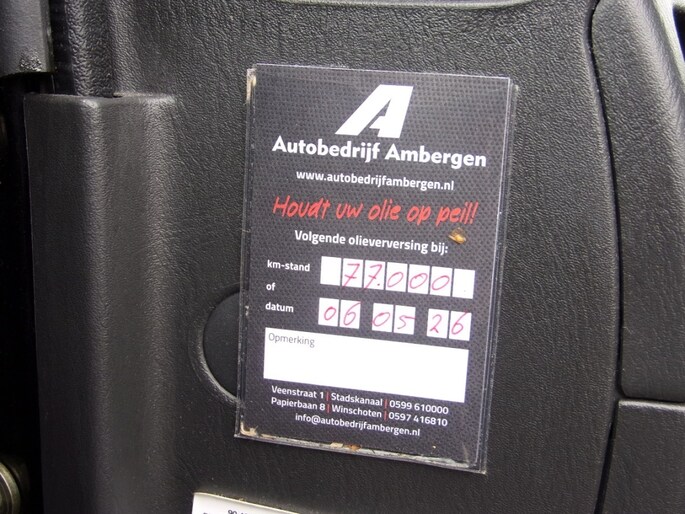 A
Autobedrijf Ambergen
www.autobedrijfambergen.nl
Houdt uw olie op peil!
Volgende olieverversing bij:
km-stand 77.000
of
datum 06 05 26
Opmerking
Veenstraat 1 | Stadskanaal | 0599 610000
Papierbaan 8 | Winschoten | 0597 416810
info@autobedrijfambergen.nl